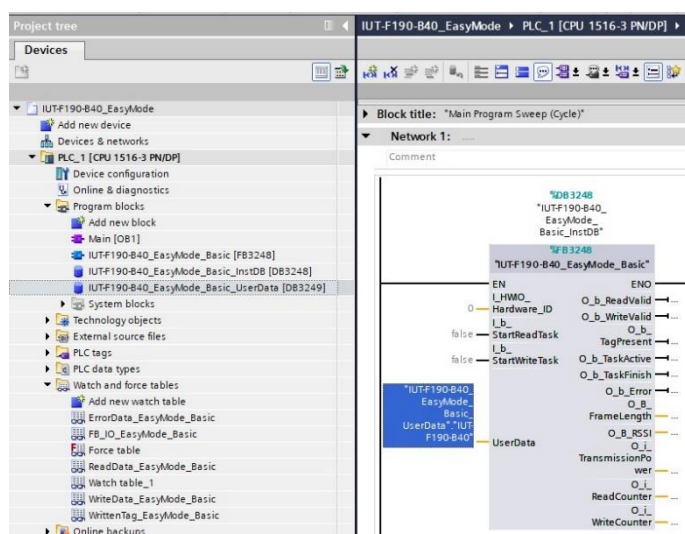 Project tree
Devices
IUT-F190-B40_EasyMode
Add new device
Devices & networks
PLC_1 [CPU 1516-3 PN/DP]
Device configuration
Online & diagnostics
Program blocks
Add new block
Main [OB1]
IUT-F190-B40_EasyMode_Basic [FB3248]
IUT-F190-B40_EasyMode_Basic_InstDB [DB3248]
IUT-F190-B40_EasyMode_Basic_UserData [DB3249]
System blocks
Technology objects
External source files
PLC tags
PLC data types
Watch and force tables
Add new watch table
ErrorData_EasyMode_Basic
FB_IO_EasyMode_Basic
Force table
ReadData_EasyMode_Basic
Watch table_1
WriteData_EasyMode_Basic
WrittenTag_EasyMode_Basic
Online backups
IUT-F190-B40_EasyMode ▸ PLC_1 [CPU 1516-3 PN/DP] ▸
Block title: "Main Program Sweep (Cycle)"
Network 1: .....
Comment
%DB3248
"IUT-F190-B40_
EasyMode_
Basic_InstDB"
%FB3248
"IUT-F190-B40_EasyMode_Basic"
EN ENO
I_HWIO_
0 Hardware_ID O_b_ReadValid ...
O_b_WriteValid ...
I_b_
false StartReadTask
O_b_
TagPresent ...
I_b_
false StartWriteTask
O_b_TaskActive ...
O_b_TaskFinish ...
O_b_Error ...
O_B_
FrameLength ...
O_B_RSSI ...
O_i_
TransmissionPo
wer ...
O_i_
ReadCounter ...
O_i_
WriteCounter ...
"IUT-F190-B40_
EasyMode_
Basic_
UserData"."IUT-
F190-B40" UserData